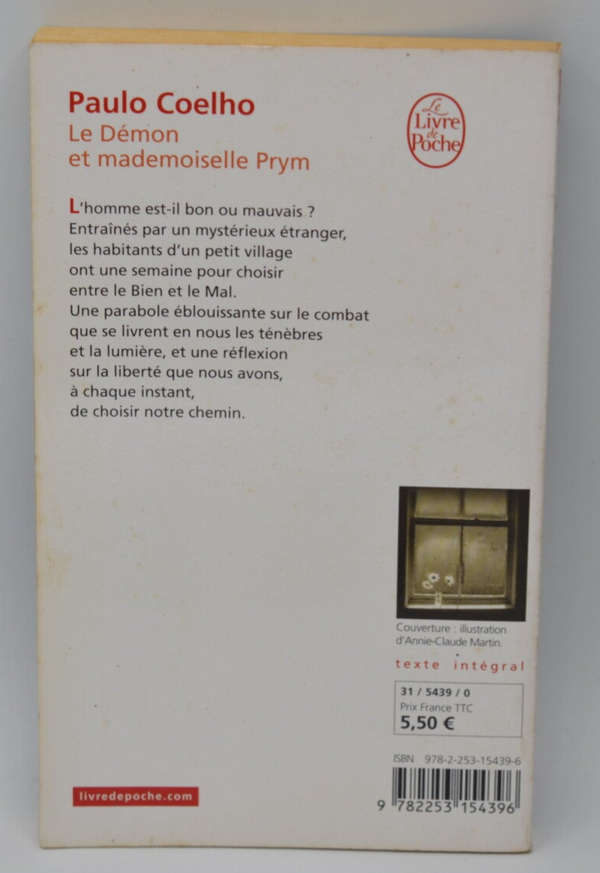 Paulo Coelho
Le Démon
et mademoiselle Prym
Le
Livre
de
Poche
L'homme est-il bon ou mauvais ?
Entraînés par un mystérieux étranger,
les habitants d'un petit village
ont une semaine pour choisir
entre le Bien et le Mal.
Une parabole éblouissante sur le combat
que se livrent en nous les ténèbres
et la lumière, et une réflexion
sur la liberté que nous avons,
à chaque instant,
de choisir notre chemin.
Couverture : illustration
d'Annie-Claude Martin.
texte intégral
31 / 5439 / 0
Prix France TTC
5,50 €
ISBN 978-2-253-15439-6
9 782253 154396
livredepoche.com